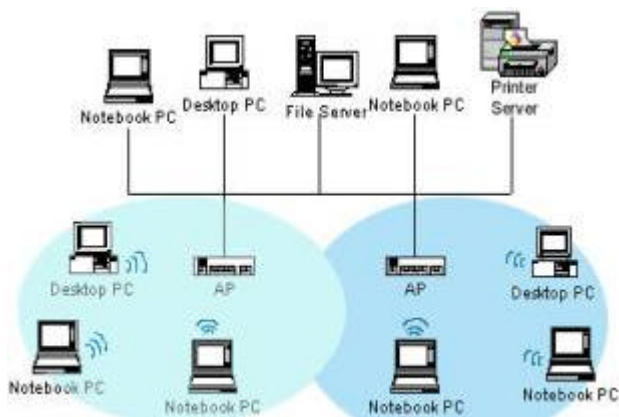 Notebook PC
Desktop PC
File Server
Notebook PC
Printer
Server
Desktop PC
AP
AP
Desktop PC
Notebook PC
Notebook PC
Notebook PC
Notebook PC